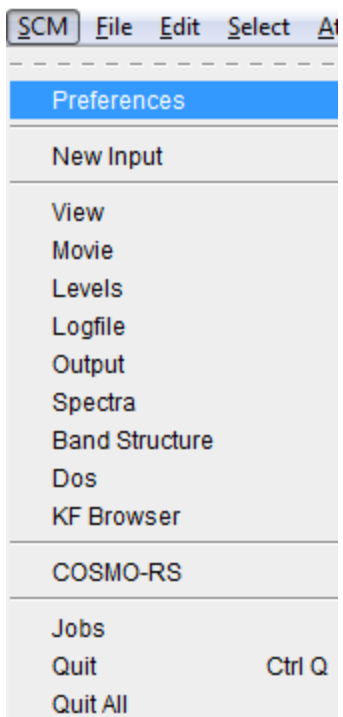 SCM File Edit Select At
Preferences
New Input
View
Movie
Levels
Logfile
Output
Spectra
Band Structure
Dos
KF Browser
COSMO-RS
Jobs
Quit Ctrl Q
Quit All